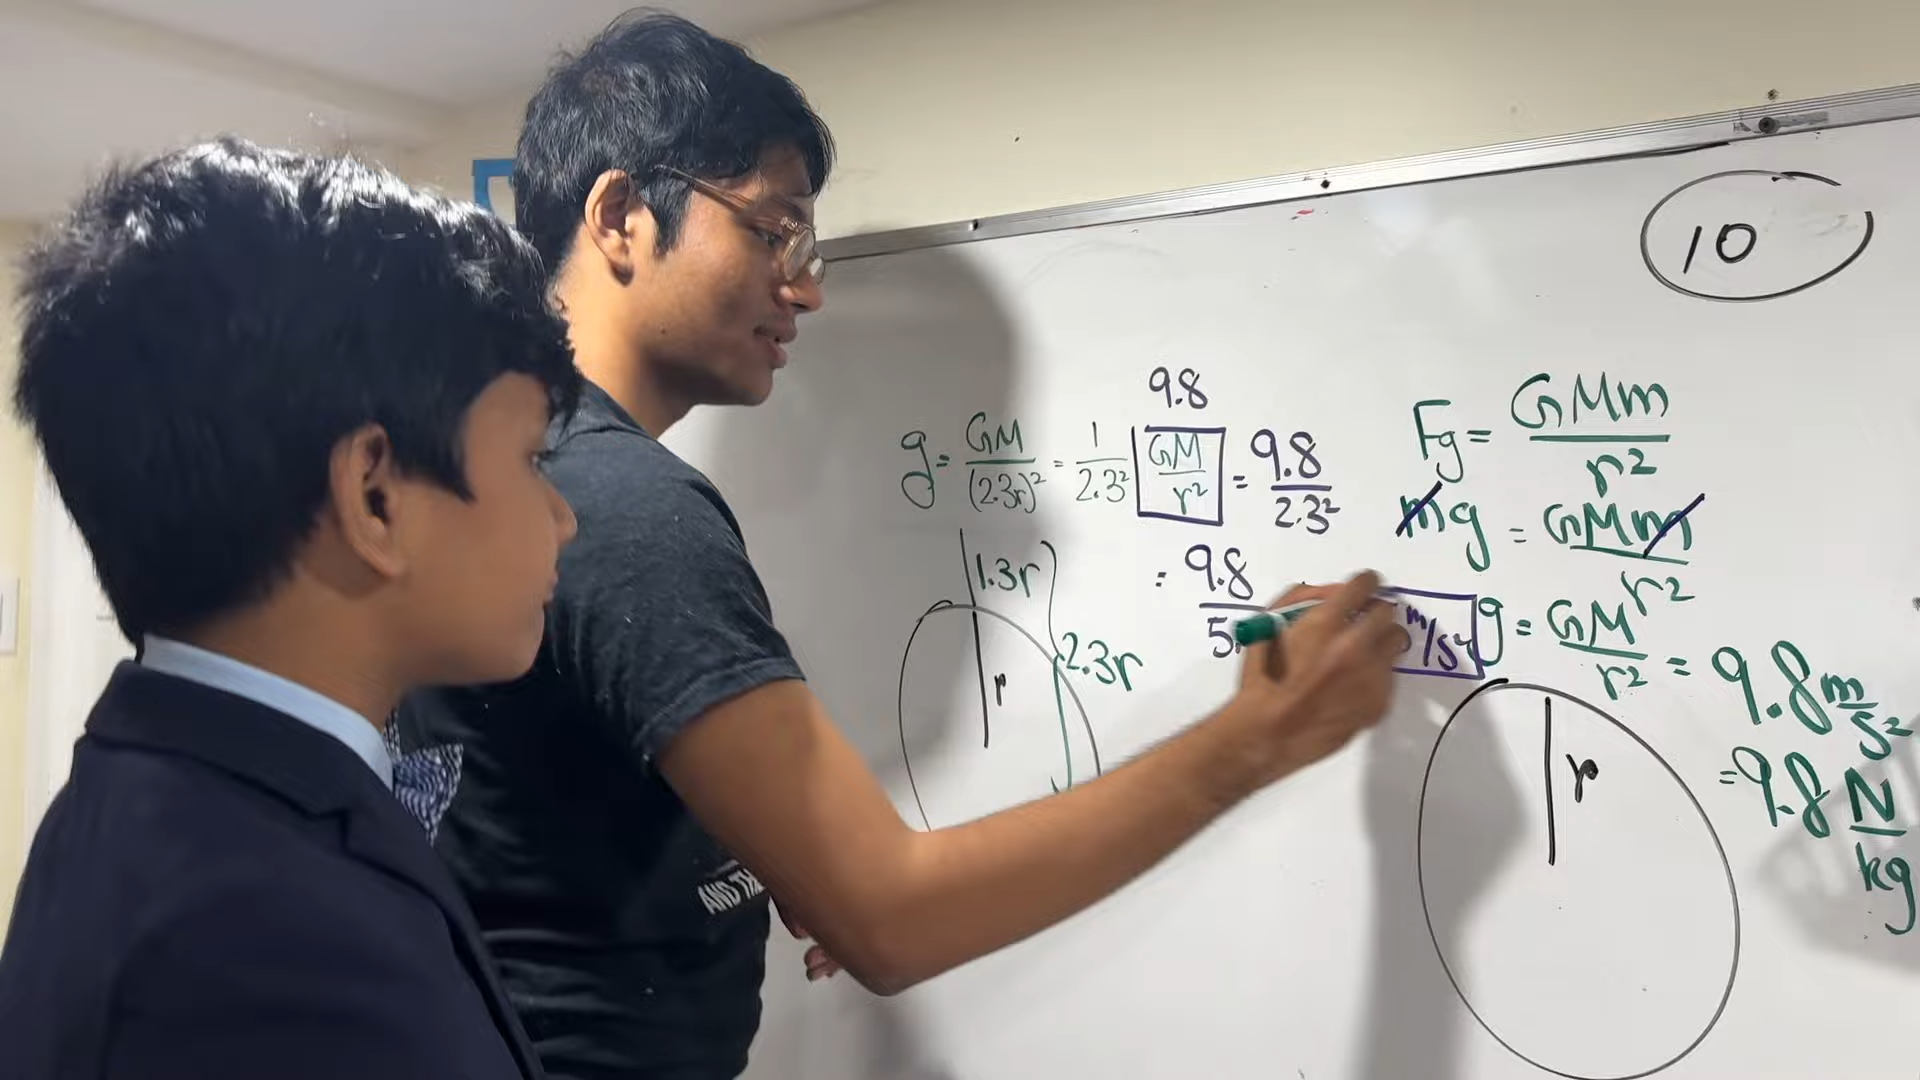 10
9.8
g = GM/(2.3r)² = 1/2.3² GM/r² = 9.8/2.3²
= 9.8/5
m/s²
1.3r
r
2.3r
Fg = GMm/r²
mg = GMm/r²
g = GM/r² = 9.8 m/s²
= 9.8 N/kg
r
AND TH